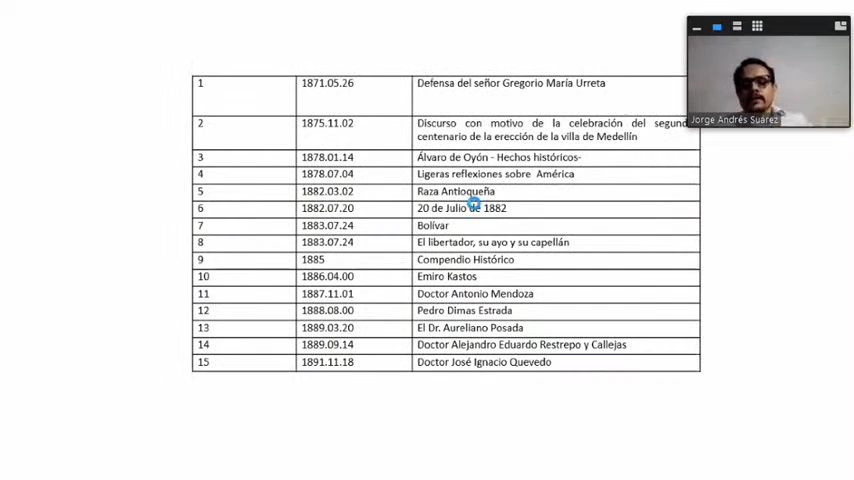 Jorge Andrés Suárez
1 1871.05.26 Defensa del señor Gregorio María Urreta
2 1875.11.02 Discurso con motivo de la celebración del segund
centenario de la erección de la villa de Medellín
3 1878.01.14 Álvaro de Oyón - Hechos históricos-
4 1878.07.04 Ligeras reflexiones sobre América
5 1882.03.02 Raza Antioqueña
6 1882.07.20 20 de Julio de 1882
7 1883.07.24 Bolívar
8 1883.07.24 El libertador, su ayo y su capellán
9 1885 Compendio Histórico
10 1886.04.00 Emiro Kastos
11 1887.11.01 Doctor Antonio Mendoza
12 1888.08.00 Pedro Dimas Estrada
13 1889.03.20 El Dr. Aureliano Posada
14 1889.09.14 Doctor Alejandro Eduardo Restrepo y Callejas
15 1891.11.18 Doctor José Ignacio Quevedo